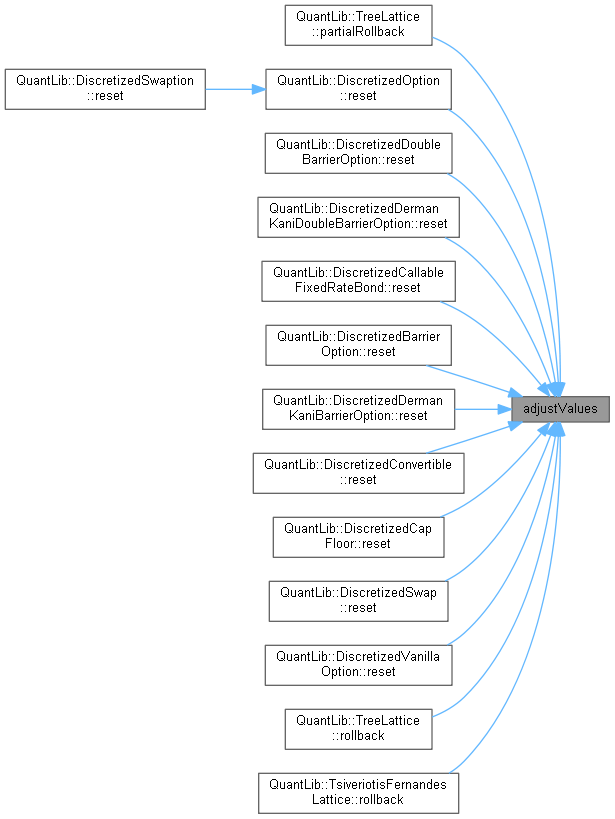 QuantLib::TreeLattice
::partialRollback
QuantLib::DiscretizedSwaption
::reset
QuantLib::DiscretizedOption
::reset
QuantLib::DiscretizedDouble
BarrierOption::reset
QuantLib::DiscretizedDerman
KaniDoubleBarrierOption::reset
QuantLib::DiscretizedCallable
FixedRateBond::reset
QuantLib::DiscretizedBarrier
Option::reset
QuantLib::DiscretizedDerman
KaniBarrierOption::reset
adjustValues
QuantLib::DiscretizedConvertible
::reset
QuantLib::DiscretizedCap
Floor::reset
QuantLib::DiscretizedSwap
::reset
QuantLib::DiscretizedVanilla
Option::reset
QuantLib::TreeLattice
::rollback
QuantLib::TsiveriotisFernandes
Lattice::rollback